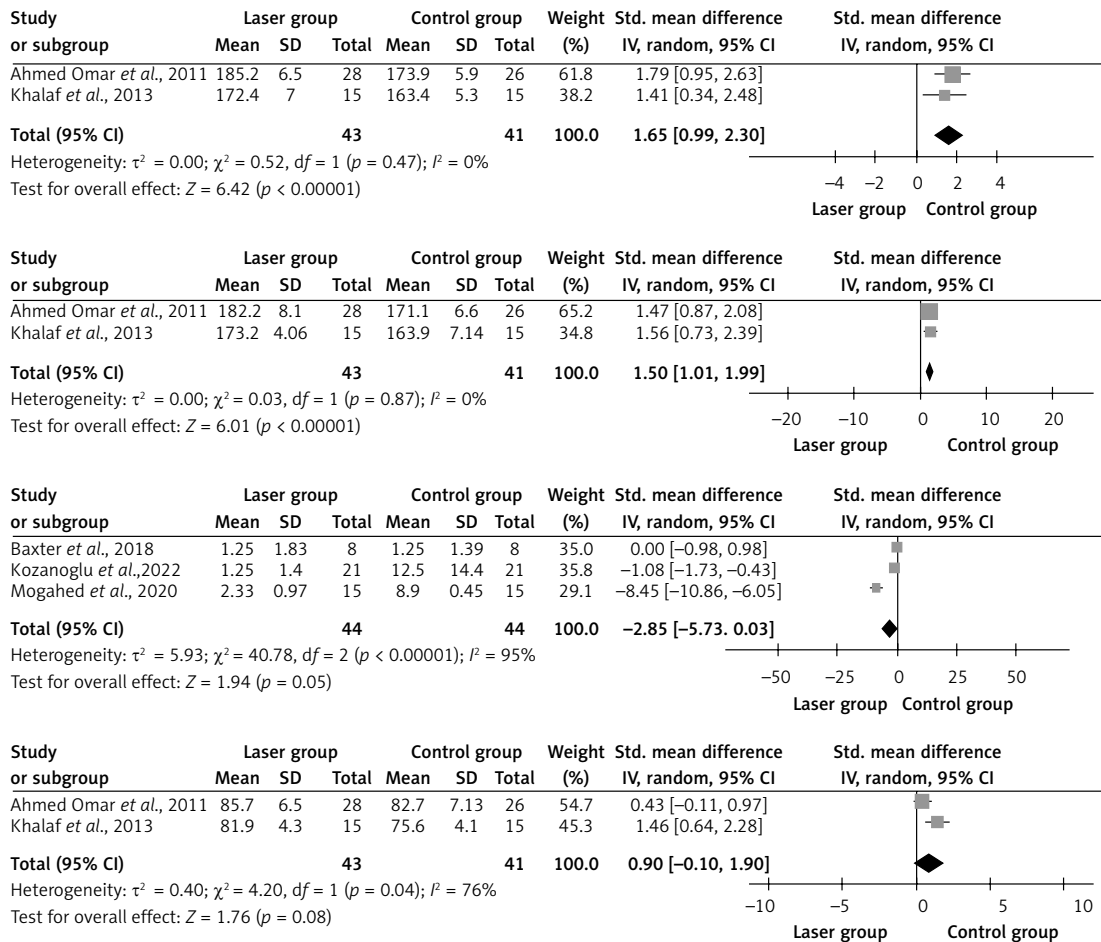 Study Laser group Control group Weight Std. mean difference Std. mean difference
or subgroup Mean SD Total Mean SD Total (%) IV, random, 95% CI IV, random, 95% CI
Ahmed Omar et al., 2011 185.2 6.5 28 173.9 5.9 26 61.8 1.79 [0.95, 2.63]
Khalaf et al., 2013 172.4 7 15 163.4 5.3 15 38.2 1.41 [0.34, 2.48]
Total (95% CI) 43 41 100.0 1.65 [0.99, 2.30]
Heterogeneity: τ² = 0.00; χ² = 0.52, df = 1 (p = 0.47); I² = 0%
Test for overall effect: Z = 6.42 (p < 0.00001)
–4 –2 0 2 4
Laser group Control group
Study Laser group Control group Weight Std. mean difference Std. mean difference
or subgroup Mean SD Total Mean SD Total (%) IV, random, 95% CI IV, random, 95% CI
Ahmed Omar et al., 2011 182.2 8.1 28 171.1 6.6 26 65.2 1.47 [0.87, 2.08]
Khalaf et al., 2013 173.2 4.06 15 163.9 7.14 15 34.8 1.56 [0.73, 2.39]
Total (95% CI) 43 41 100.0 1.50 [1.01, 1.99]
Heterogeneity: τ² = 0.00; χ² = 0.03, df = 1 (p = 0.87); I² = 0%
Test for overall effect: Z = 6.01 (p < 0.00001)
–20 –10 0 10 20
Laser group Control group
Study Laser group Control group Weight Std. mean difference Std. mean difference
or subgroup Mean SD Total Mean SD Total (%) IV, random, 95% CI IV, random, 95% CI
Baxter et al., 2018 1.25 1.83 8 1.25 1.39 8 35.0 0.00 [–0.98, 0.98]
Kozanoglu et al.,2022 1.25 1.4 21 12.5 14.4 21 35.8 –1.08 [–1.73, –0.43]
Mogahed et al., 2020 2.33 0.97 15 8.9 0.45 15 29.1 –8.45 [–10.86, –6.05]
Total (95% CI) 44 44 100.0 –2.85 [–5.73. 0.03]
Heterogeneity: τ² = 5.93; χ² = 40.78, df = 2 (p < 0.00001); I² = 95%
Test for overall effect: Z = 1.94 (p = 0.05)
–50 –25 0 25 50
Laser group Control group
Study Laser group Control group Weight Std. mean difference Std. mean difference
or subgroup Mean SD Total Mean SD Total (%) IV, random, 95% CI IV, random, 95% CI
Ahmed Omar et al., 2011 85.7 6.5 28 82.7 7.13 26 54.7 0.43 [–0.11, 0.97]
Khalaf et al., 2013 81.9 4.3 15 75.6 4.1 15 45.3 1.46 [0.64, 2.28]
Total (95% CI) 43 41 100.0 0.90 [–0.10, 1.90]
Heterogeneity: τ² = 0.40; χ² = 4.20, df = 1 (p = 0.04); I² = 76%
Test for overall effect: Z = 1.76 (p = 0.08)
–10 –5 0 5 10
Laser group Control group